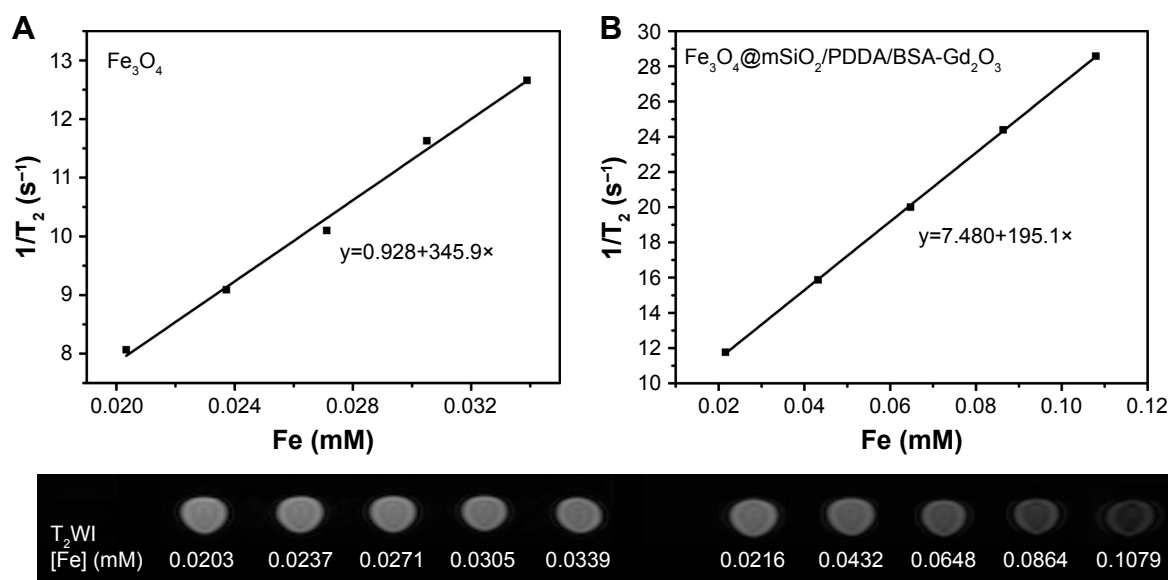 A
Fe₃O₄
13
12
11
10
9
8
1/T₂ (s⁻¹)
y=0.928+345.9×
0.020 0.024 0.028 0.032
Fe (mM)
B
Fe₃O₄@mSiO₂/PDDA/BSA-Gd₂O₃
30
28
26
24
22
20
18
16
14
12
10
1/T₂ (s⁻¹)
y=7.480+195.1×
0.02 0.04 0.06 0.08 0.10 0.12
Fe (mM)
T₂WI
[Fe] (mM) 0.0203 0.0237 0.0271 0.0305 0.0339 0.0216 0.0432 0.0648 0.0864 0.1079